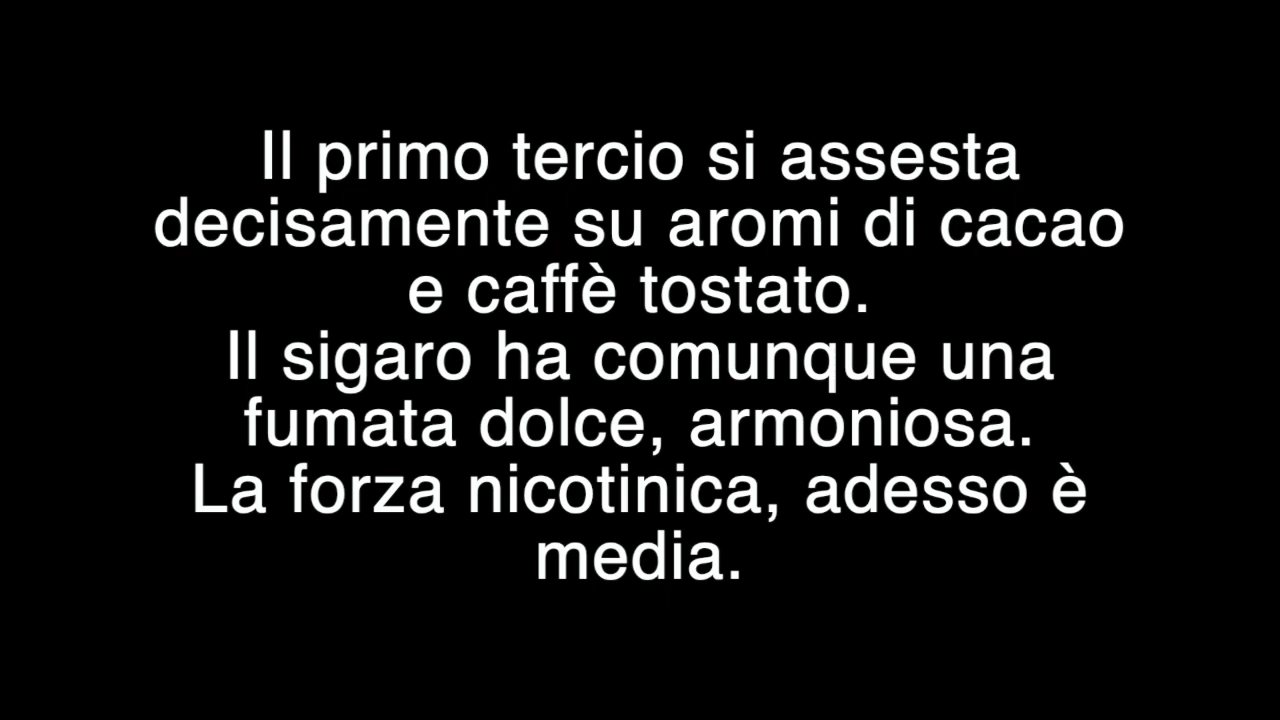 Il primo tercio si assesta
decisamente su aromi di cacao
e caffè tostato.
Il sigaro ha comunque una
fumata dolce, armoniosa.
La forza nicotinica, adesso è
media.